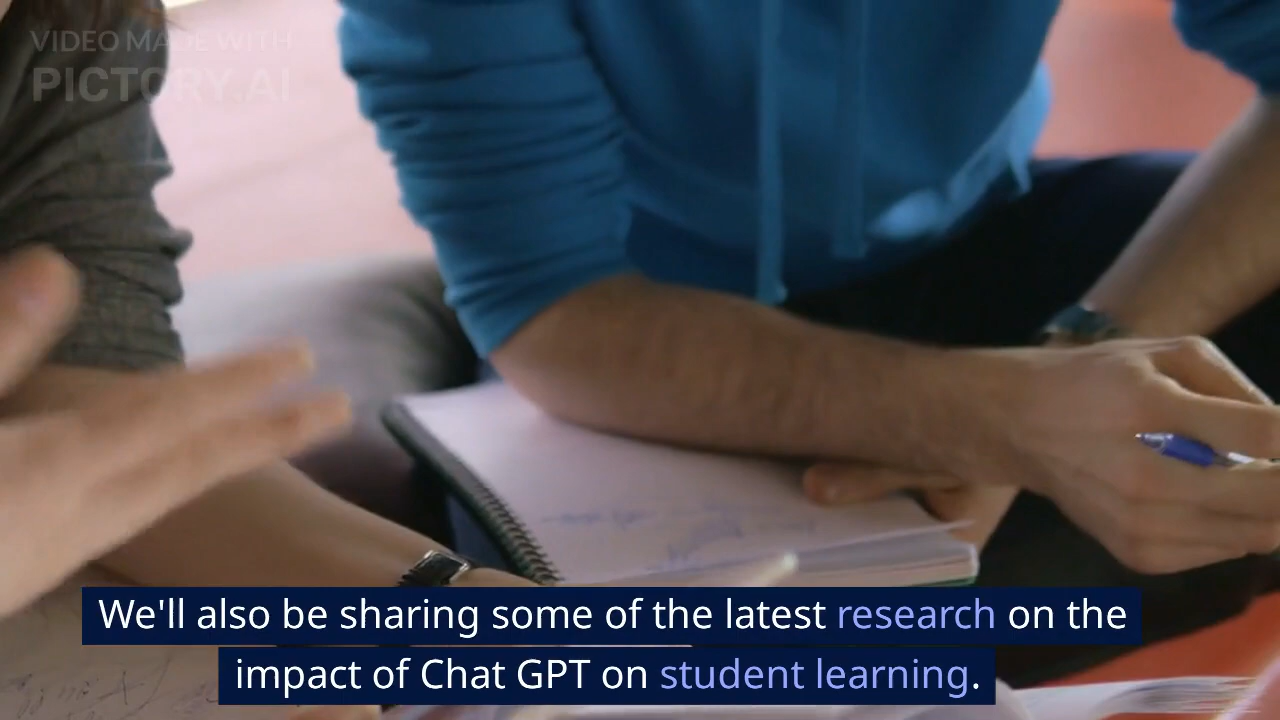 VIDEO MADE WITH
PICTORY.AI
We'll also be sharing some of the latest research on the
impact of Chat GPT on student learning.